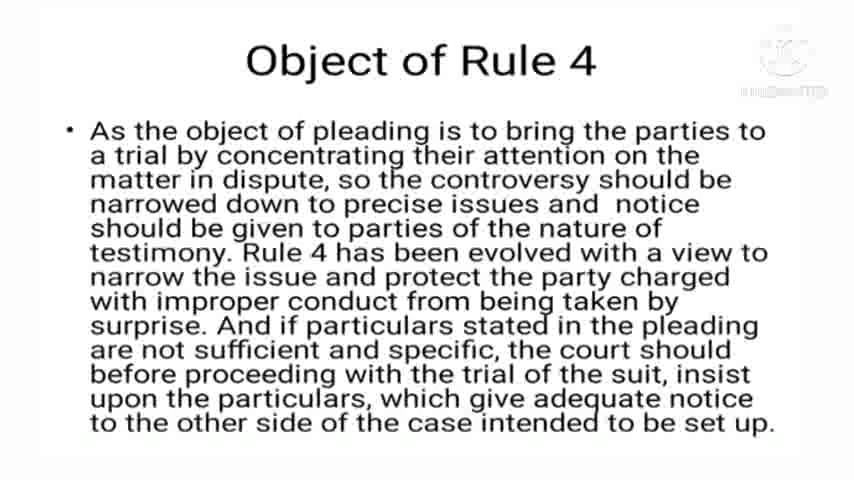 Object of Rule 4
• As the object of pleading is to bring the parties to
a trial by concentrating their attention on the
matter in dispute, so the controversy should be
narrowed down to precise issues and notice
should be given to parties of the nature of
testimony. Rule 4 has been evolved with a view to
narrow the issue and protect the party charged
with improper conduct from being taken by
surprise. And if particulars stated in the pleading
are not sufficient and specific, the court should
before proceeding with the trial of the suit, insist
upon the particulars, which give adequate notice
to the other side of the case intended to be set up.